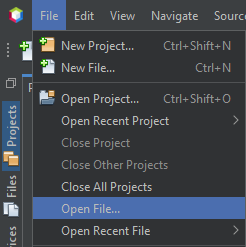 File Edit View Navigate Source
New Project... Ctrl+Shift+N
New File... Ctrl+N
Open Project... Ctrl+Shift+O
Open Recent Project
Close Project
Close Other Projects
Close All Projects
Open File...
Open Recent File
Projects
Files